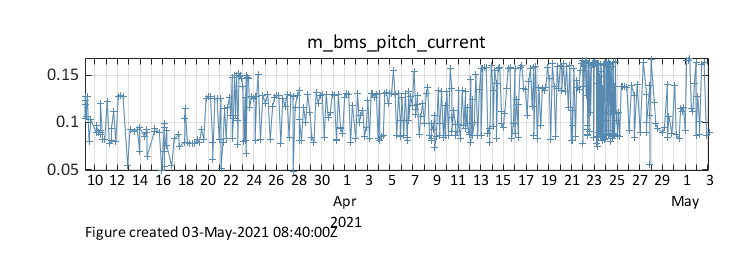 m_bms_pitch_current
0.15
0.1
0.05
10 12 14 16 18 20 22 24 26 28 30 1 3 5 7 9 11 13 15 17 19 21 23 25 27 29 1 3
Apr May
2021
Figure created 03-May-2021 08:40:00Z